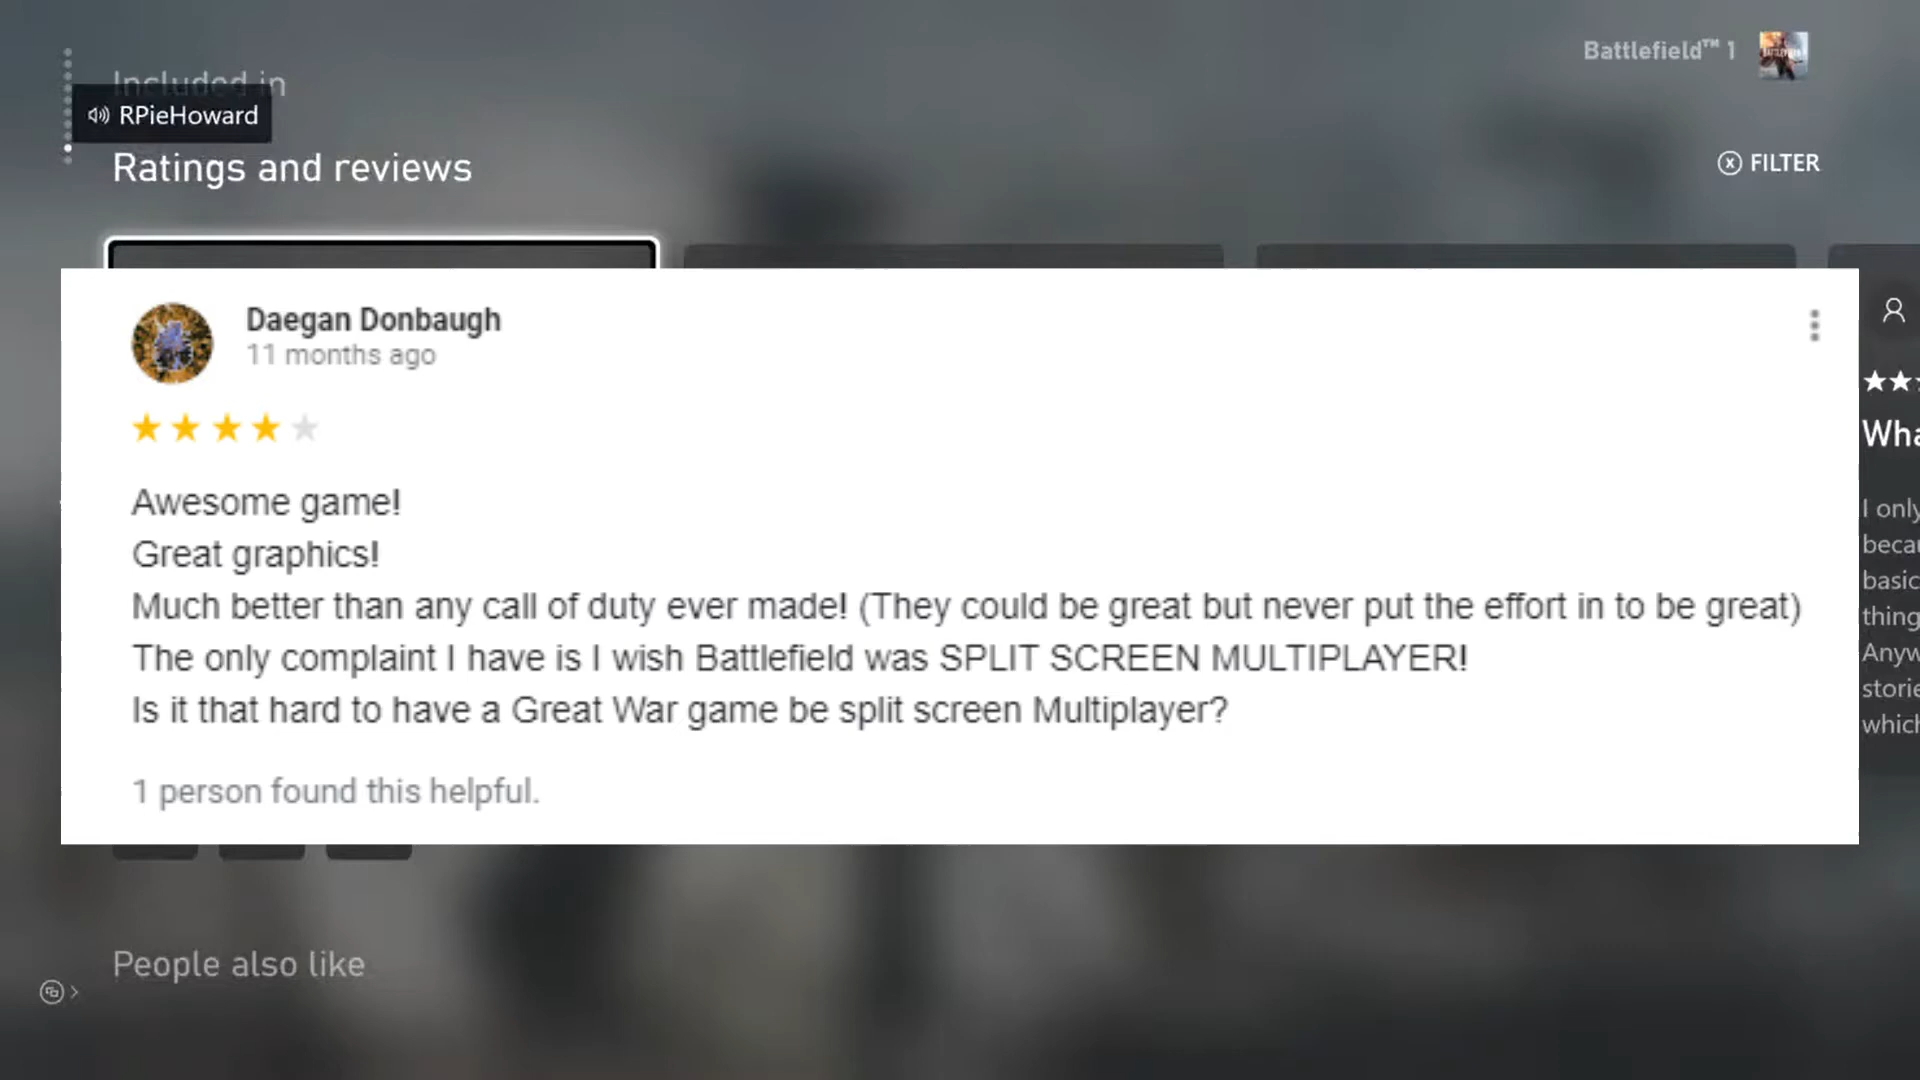 Included in
Battlefield™ 1
RPieHoward
Ratings and reviews
FILTER
Daegan Donbaugh
11 months ago
Awesome game!
Great graphics!
Much better than any call of duty ever made! (They could be great but never put the effort in to be great)
The only complaint I have is I wish Battlefield was SPLIT SCREEN MULTIPLAYER!
Is it that hard to have a Great War game be split screen Multiplayer?
1 person found this helpful.
I only
basic
which
People also like